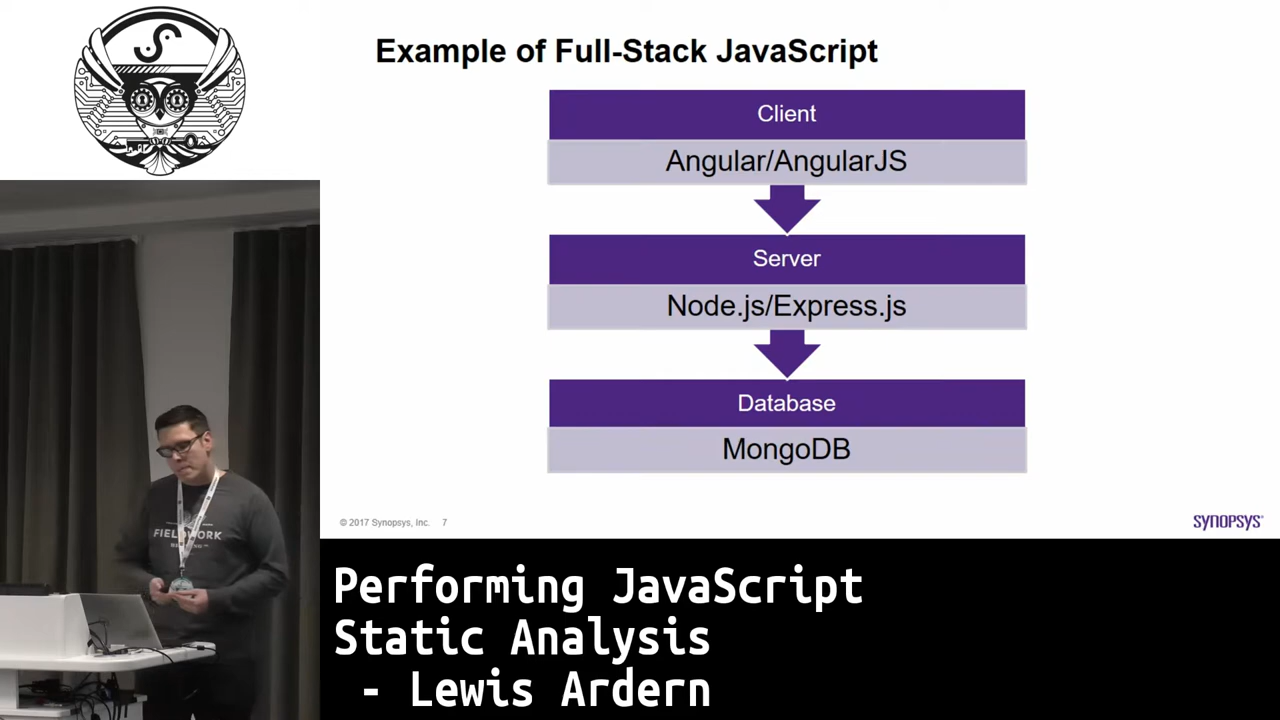 Example of Full-Stack JavaScript
Client
Angular/AngularJS
Server
Node.js/Express.js
Database
MongoDB
© 2017 Synopsys, Inc. 7
SYNOPSYS
FIELDWORK
Performing JavaScript
Static Analysis
- Lewis Ardern